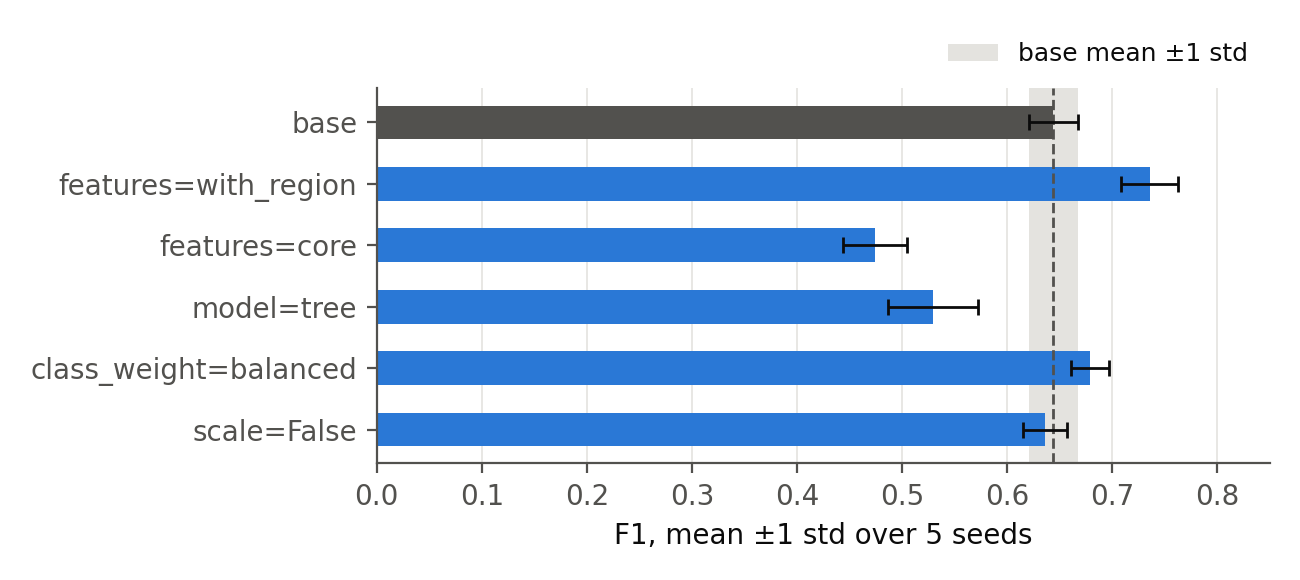 base mean ±1 std
base
features=with_region
features=core
model=tree
class_weight=balanced
scale=False
0.0 0.1 0.2 0.3 0.4 0.5 0.6 0.7 0.8
F1, mean ±1 std over 5 seeds